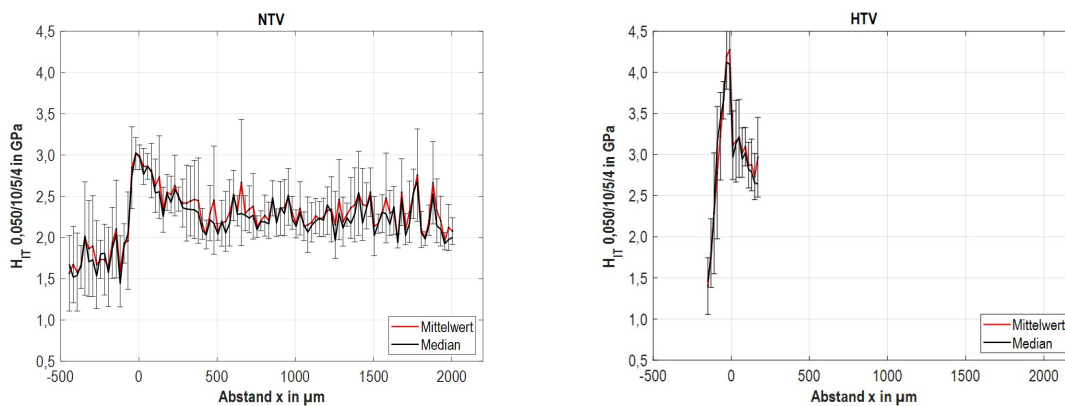 NTV
4,5
4,0
3,5
3,0
2,5
2,0
1,5
1,0
0,5
H_IT 0,050/10/5/4 in GPa
-500 0 500 1000 1500 2000
Abstand x in µm
Mittelwert
Median
HTV
4,5
4,0
3,5
3,0
2,5
2,0
1,5
1,0
0,5
H_IT 0,050/10/5/4 in GPa
-500 0 500 1000 1500 2000
Abstand x in µm
Mittelwert
Median